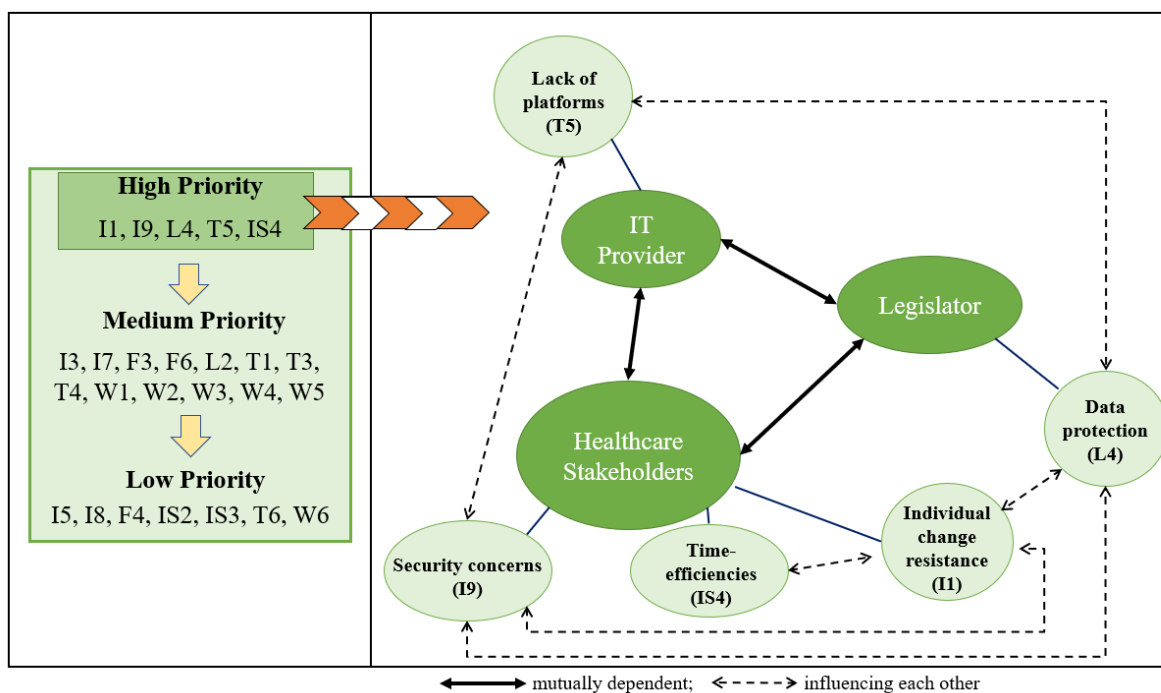 High Priority
I1, I9, L4, T5, IS4
Medium Priority
I3, I7, F3, F6, L2, T1, T3,
T4, W1, W2, W3, W4, W5
Low Priority
I5, I8, F4, IS2, IS3, T6, W6
Lack of
platforms
(T5)
IT
Provider
Legislator
Healthcare
Stakeholders
Data
protection
(L4)
Individual
change
resistance
(I1)
Time-
efficiencies
(IS4)
Security concerns
(I9)
mutually dependent;
influencing each other